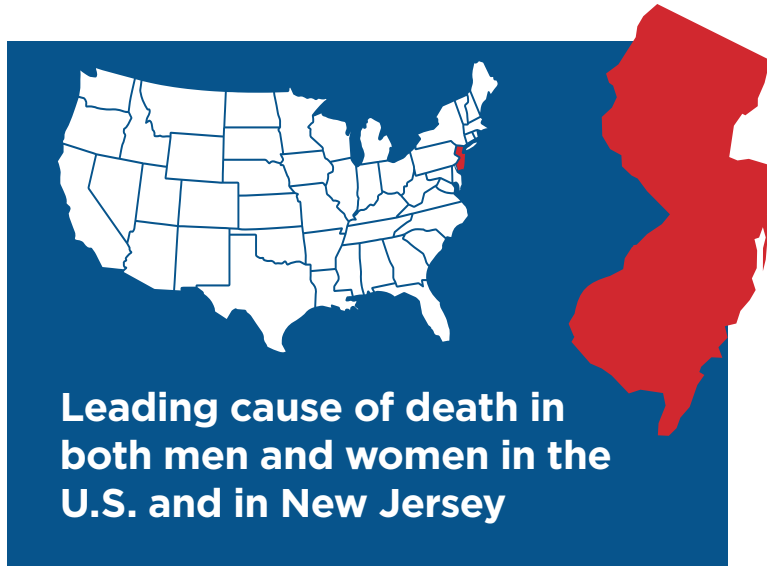 Leading cause of death in
both men and women in the
U.S. and in New Jersey